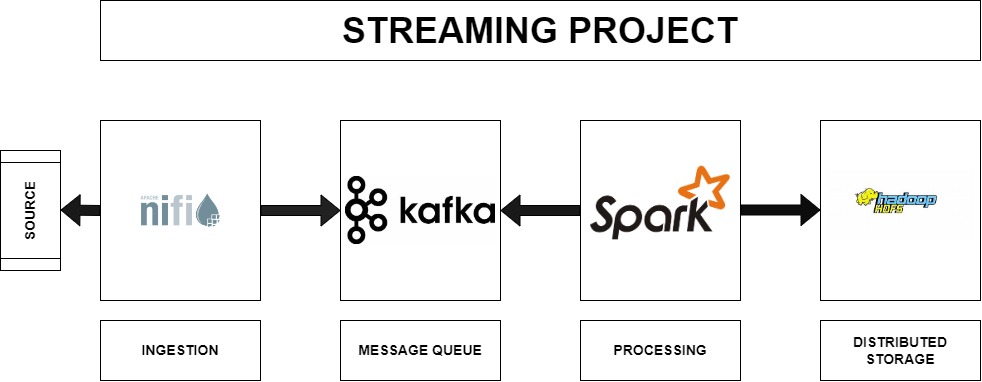 STREAMING PROJECT
SOURCE
APACHE
nifi
kafka
Spark
hadoop
HDFS
INGESTION
MESSAGE QUEUE
PROCESSING
DISTRIBUTED
STORAGE